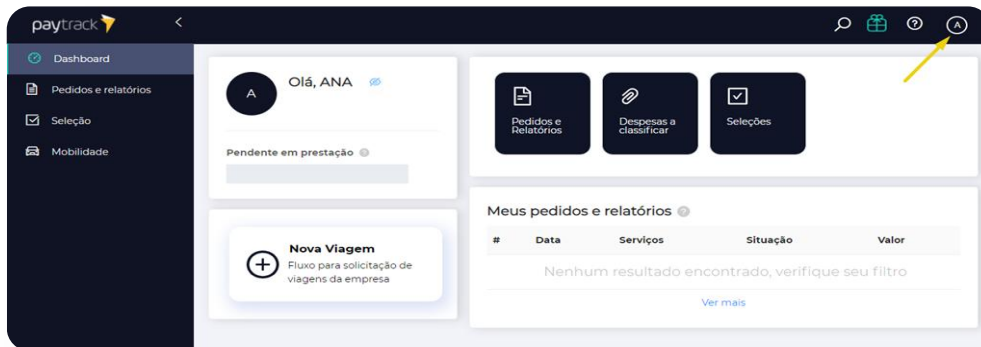 paytrack
<
A
Dashboard
Pedidos e relatórios
Seleção
Mobilidade
A
Olá, ANA
Pendente em prestação
Nova Viagem
Fluxo para solicitação de
viagens da empresa
Pedidos e
Relatórios
Despesas a
classificar
Seleções
Meus pedidos e relatórios
# Data Serviços Situação Valor
Nenhum resultado encontrado, verifique seu filtro
Ver mais